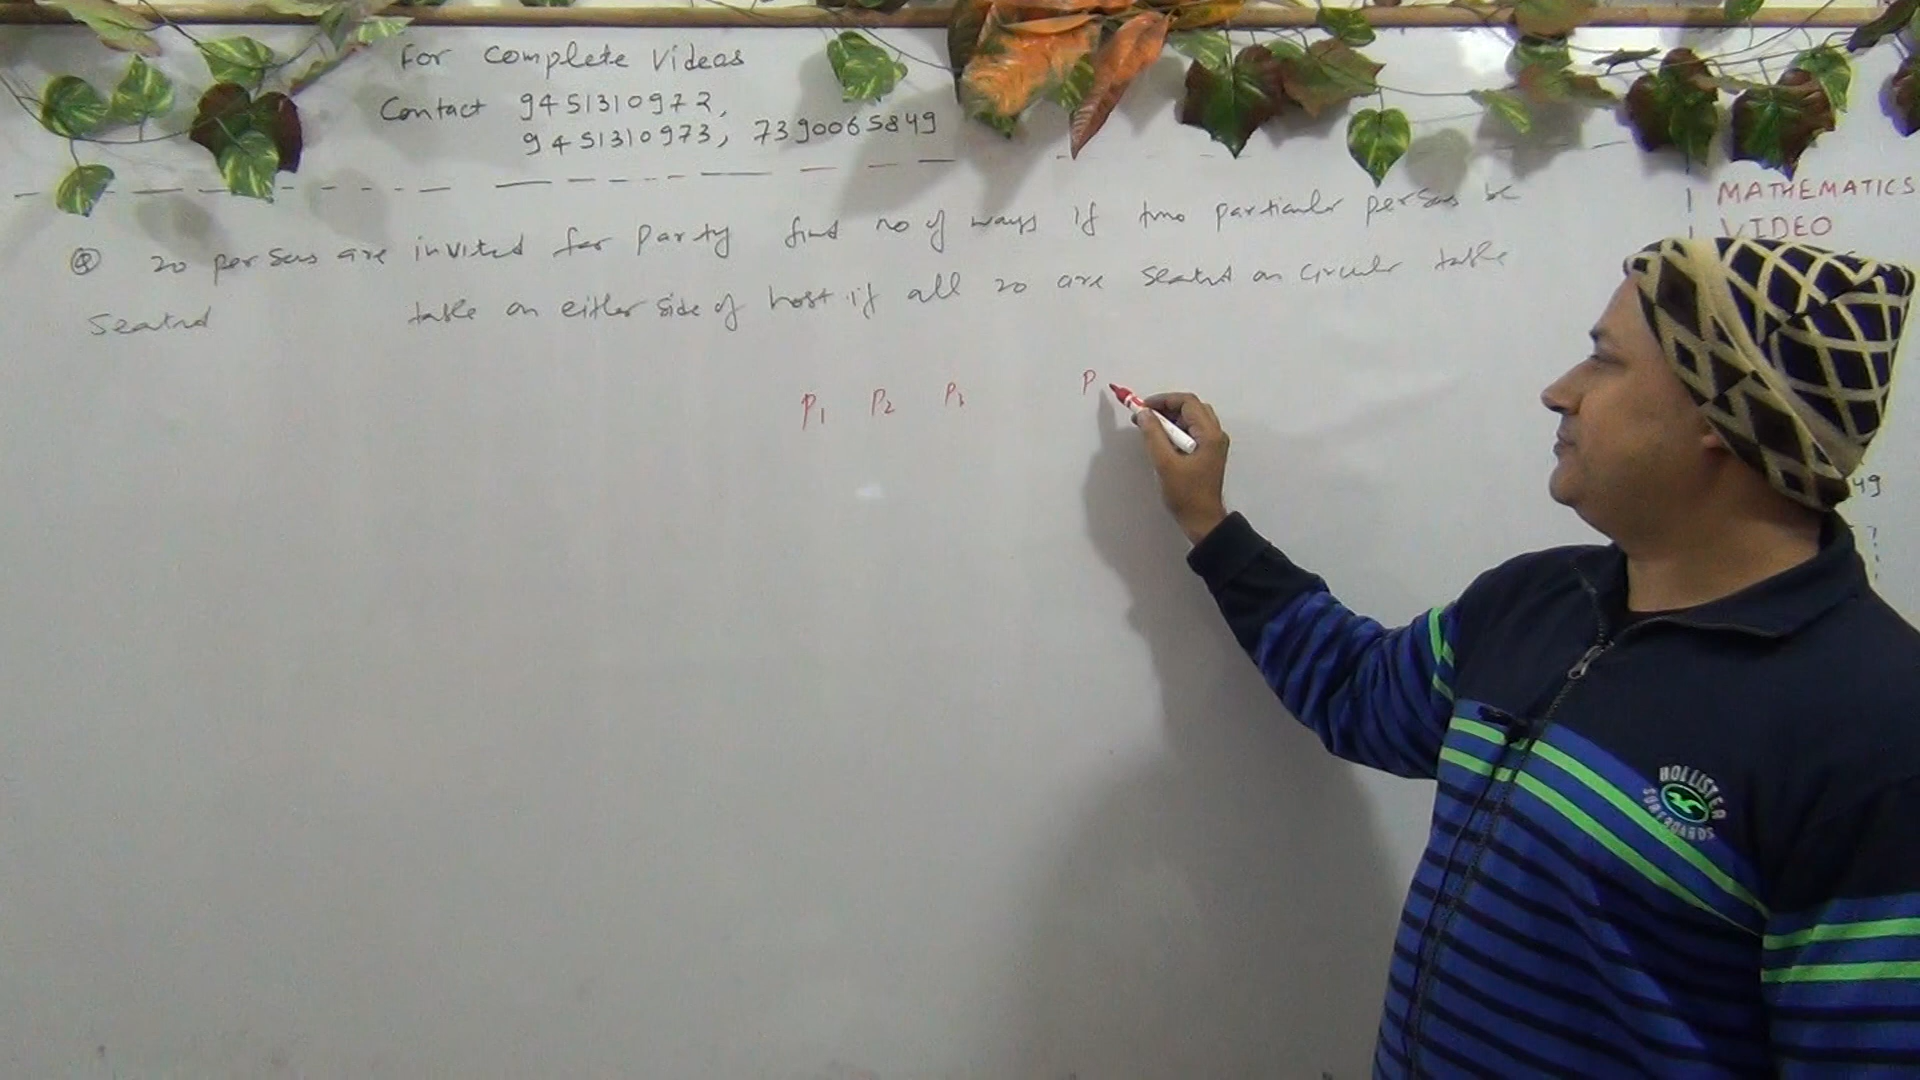 For Complete Videos
Contact 9451310972,
9451310973, 7390065849
MATHEMATICS
VIDEO
Q 20 persons are invited for Party find no of ways if two particular persons be
Seated table on either side of host if all 20 are seated on circular table
P1 P2 P3 P
49
HOLLISTER
SURFBOARDS